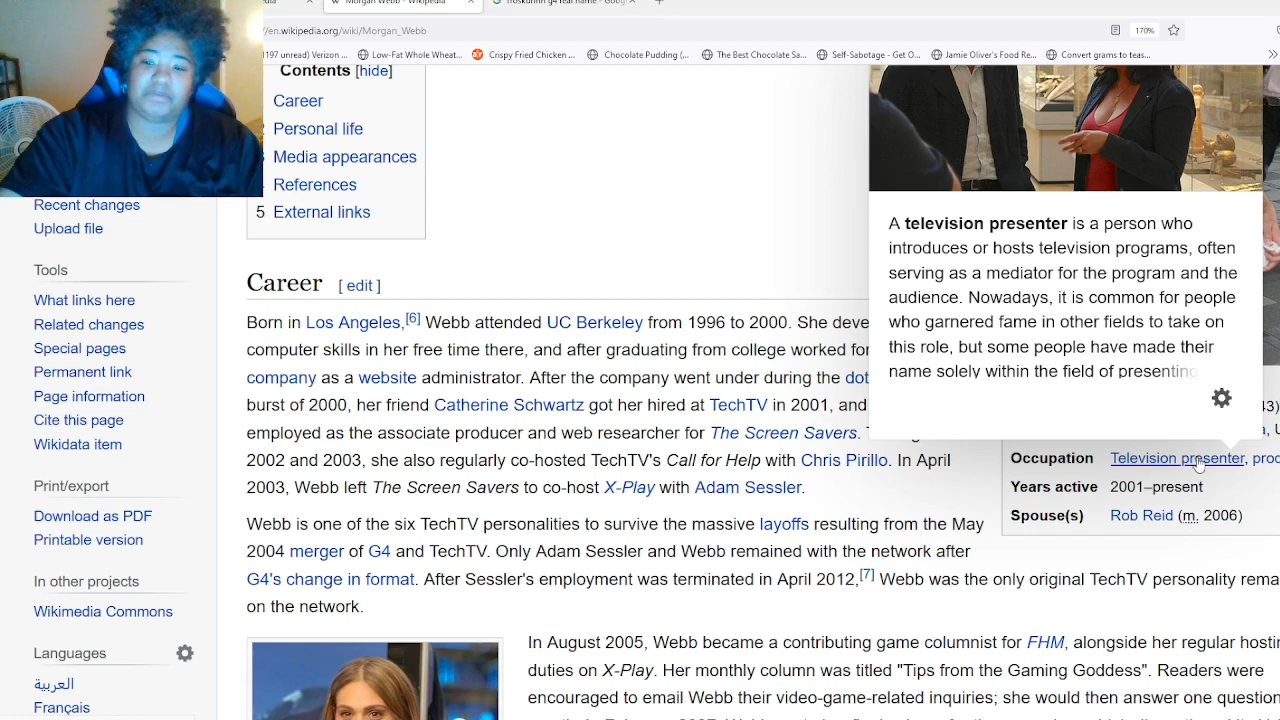 Morgan Webb - Wikipedia
Froskurinn g4 real name - Googl
//en.wikipedia.org/wiki/Morgan_Webb
170%
1197 unread) Verizon ...
Low-Fat Whole Wheat...
Crispy Fried Chicken ...
Chocolate Pudding (...
The Best Chocolate Sa...
Self-Sabotage - Get O...
Jamie Oliver's Food Re...
Convert grams to teas...
Contents [hide]
Career
Personal life
Media appearances
References
5 External links
Recent changes
Upload file
Tools
What links here
Related changes
Special pages
Permanent link
Page information
Cite this page
Wikidata item
Print/export
Download as PDF
Printable version
In other projects
Wikimedia Commons
Languages
العربية
Français
Career [ edit ]
Born in Los Angeles,[6] Webb attended UC Berkeley from 1996 to 2000. She deve
computer skills in her free time there, and after graduating from college worked for
company as a website administrator. After the company went under during the dot
burst of 2000, her friend Catherine Schwartz got her hired at TechTV in 2001, and
employed as the associate producer and web researcher for The Screen Savers.
2002 and 2003, she also regularly co-hosted TechTV's Call for Help with Chris Pirillo. In April
2003, Webb left The Screen Savers to co-host X-Play with Adam Sessler.
Webb is one of the six TechTV personalities to survive the massive layoffs resulting from the May
2004 merger of G4 and TechTV. Only Adam Sessler and Webb remained with the network after
G4's change in format. After Sessler's employment was terminated in April 2012,[7] Webb was the only original TechTV personality rema
on the network.
In August 2005, Webb became a contributing game columnist for FHM, alongside her regular hosti
duties on X-Play. Her monthly column was titled "Tips from the Gaming Goddess". Readers were
encouraged to email Webb their video-game-related inquiries; she would then answer one question
A television presenter is a person who
introduces or hosts television programs, often
serving as a mediator for the program and the
audience. Nowadays, it is common for people
who garnered fame in other fields to take on
this role, but some people have made their
name solely within the field of presenting
43)
Occupation Television presenter, prod
Years active 2001–present
Spouse(s) Rob Reid (m. 2006)